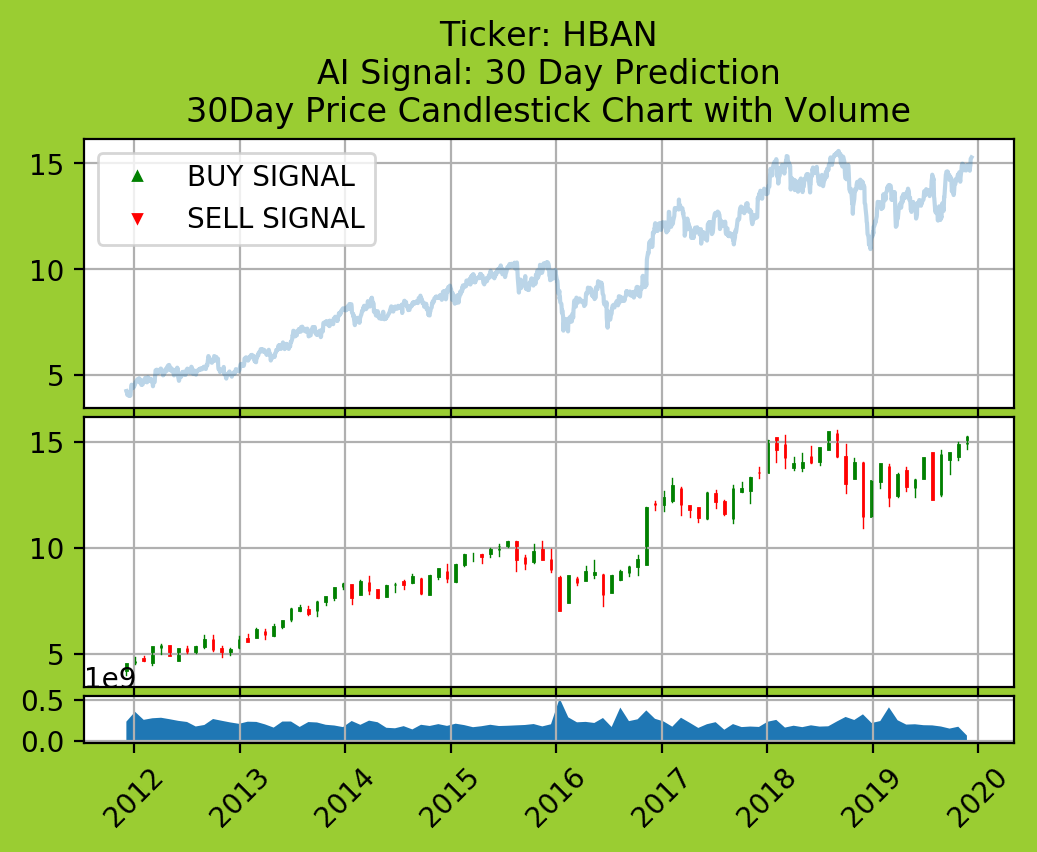 Ticker: HBAN
AI Signal: 30 Day Prediction
30Day Price Candlestick Chart with Volume
15
10
5
BUY SIGNAL
SELL SIGNAL
15
10
5
1e9
0.5
0.0
2012 2013 2014 2015 2016 2017 2018 2019 2020